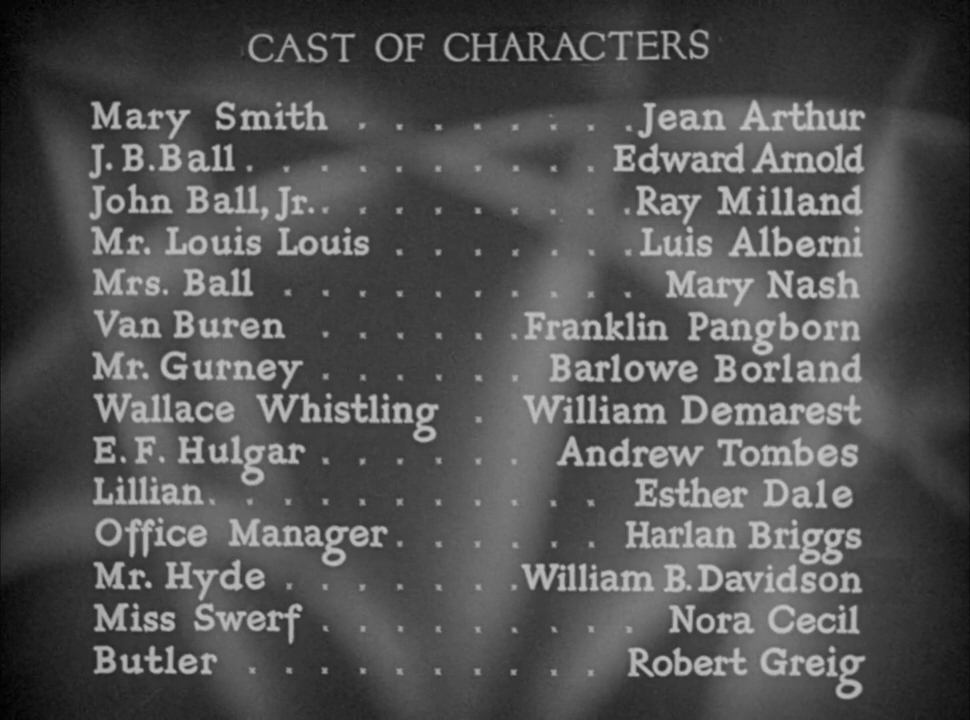 CAST OF CHARACTERS
Mary Smith . . . . . . . . Jean Arthur
J. B. Ball . . . . . . . . . . . Edward Arnold
John Ball, Jr. . . . . . . . . . Ray Milland
Mr. Louis Louis . . . . . . . Luis Alberni
Mrs. Ball . . . . . . . . . . . Mary Nash
Van Buren . . . . . . Franklin Pangborn
Mr. Gurney . . . . . . Barlowe Borland
Wallace Whistling . William Demarest
E. F. Hulgar . . . . . . Andrew Tombes
Lillian . . . . . . . . . . . Esther Dale
Office Manager . . . . . . Harlan Briggs
Mr. Hyde . . . . . . . William B. Davidson
Miss Swerf . . . . . . . . . Nora Cecil
Butler . . . . . . . . . . Robert Greig